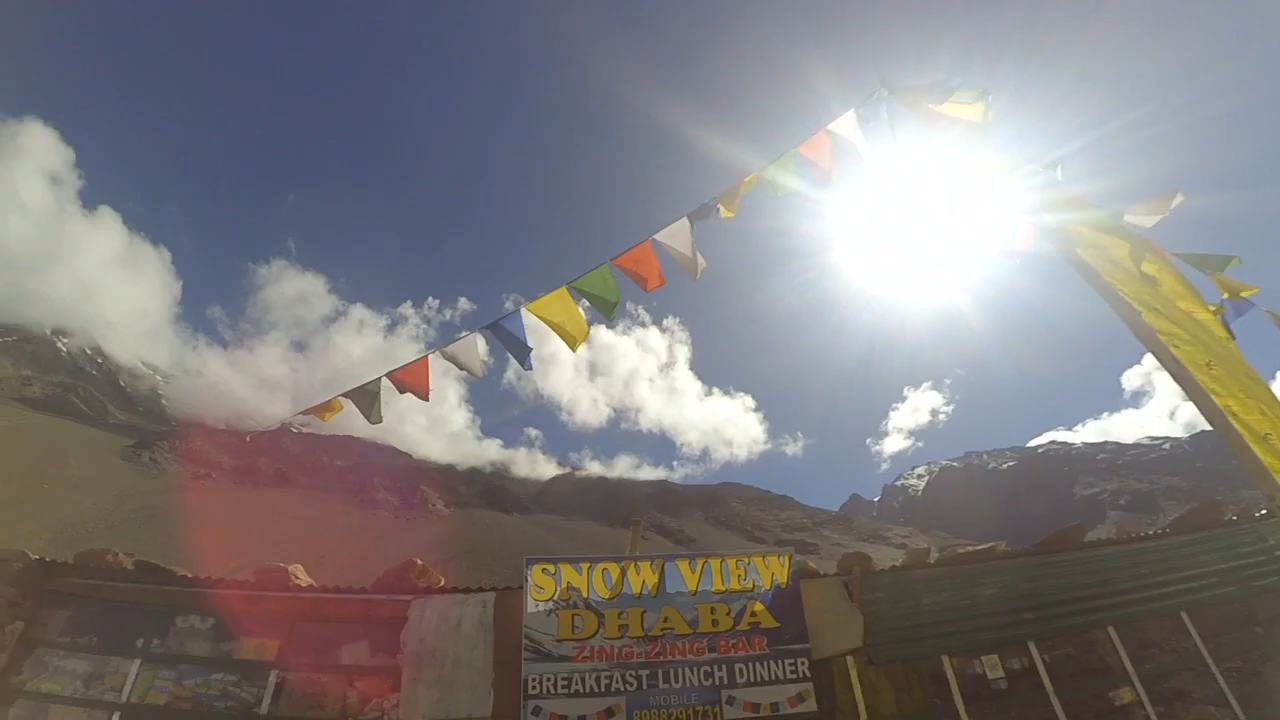 SNOW VIEW
DHABA
ZING-ZING BAR
BREAKFAST LUNCH DINNER
MOBILE
8988291731